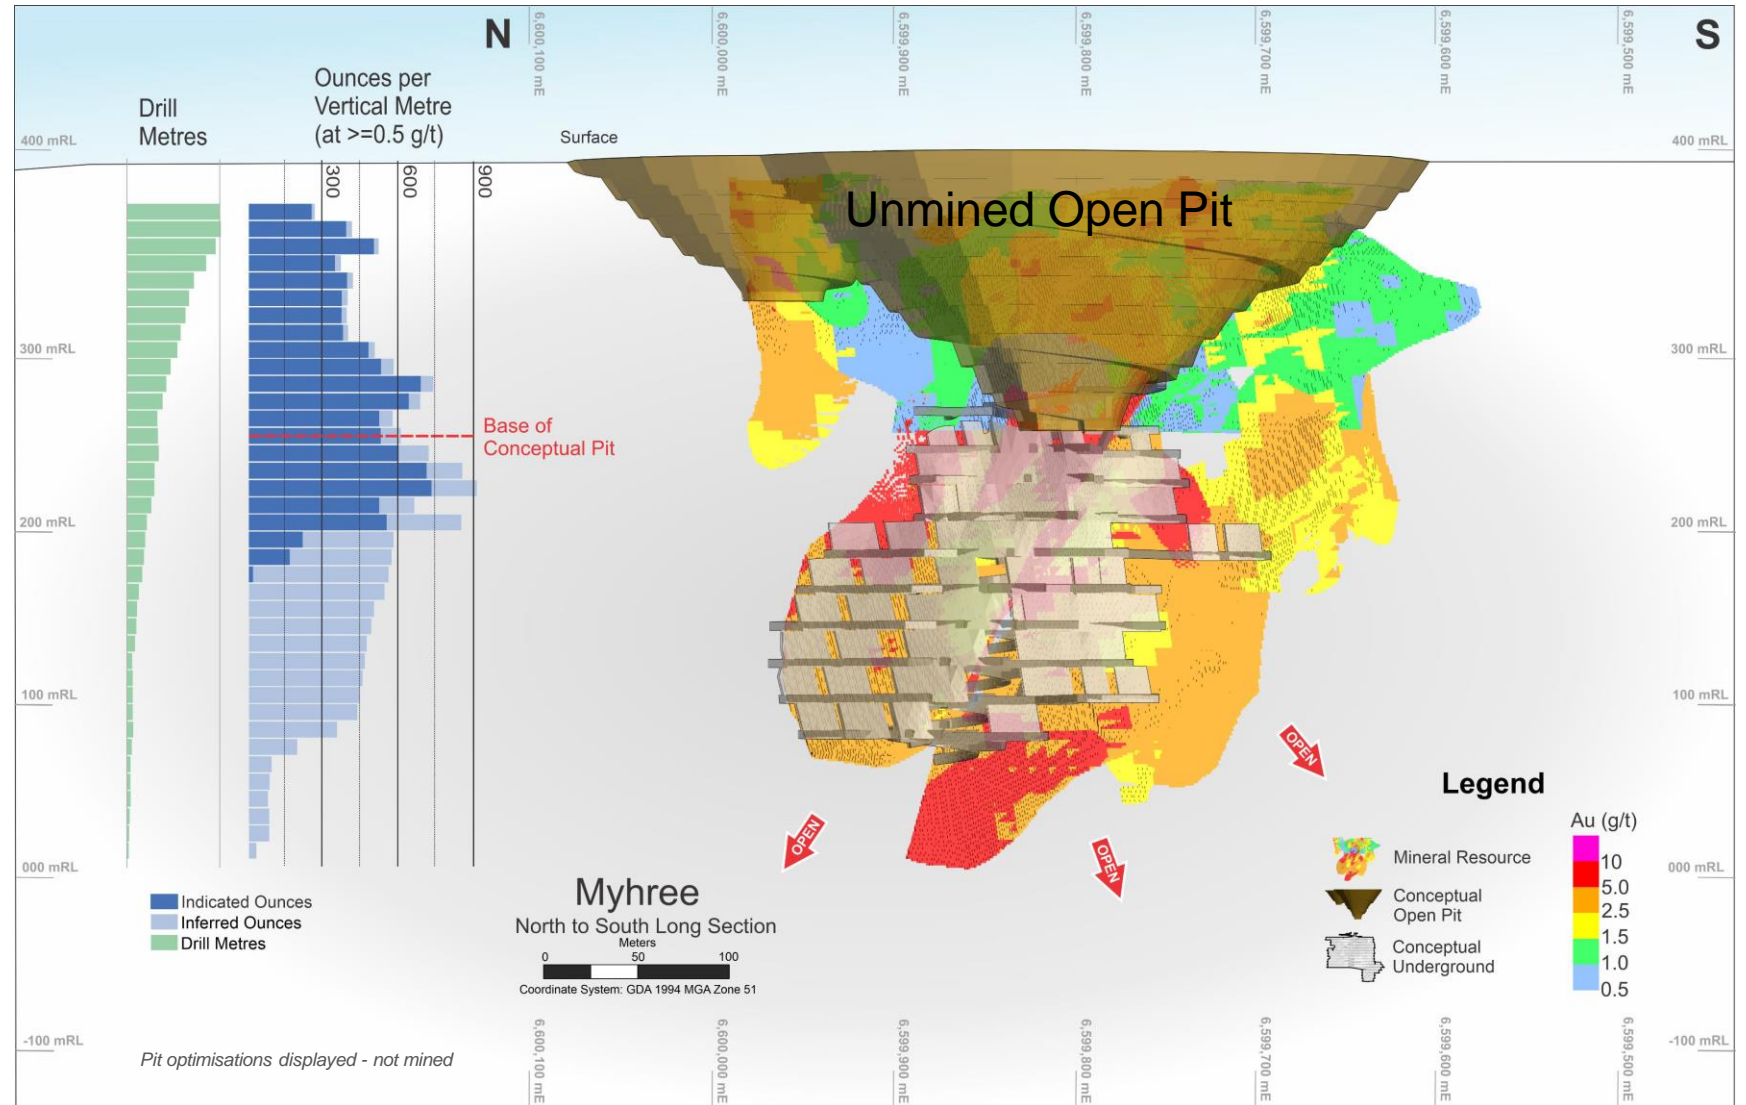 N
S
6,600,100 mE
6,600,000 mE
6,599,900 mE
6,599,800 mE
6,599,700 mE
6,599,600 mE
6,599,500 mE
Drill
Metres
Ounces per
Vertical Metre
(at >=0.5 g/t)
Surface
400 mRL
400 mRL
300
600
900
Unmined Open Pit
300 mRL
300 mRL
Base of
Conceptual Pit
200 mRL
200 mRL
100 mRL
100 mRL
OPEN
OPEN
OPEN
Legend
Au (g/t)
10
5.0
2.5
1.5
1.0
0.5
Mineral Resource
Conceptual
Open Pit
Conceptual
Underground
000 mRL
000 mRL
Indicated Ounces
Inferred Ounces
Drill Metres
Myhree
North to South Long Section
Meters
0 50 100
Coordinate System: GDA 1994 MGA Zone 51
-100 mRL
-100 mRL
Pit optimisations displayed - not mined
6,600,100 mE
6,600,000 mE
6,599,900 mE
6,599,800 mE
6,599,700 mE
6,599,600 mE
6,599,500 mE